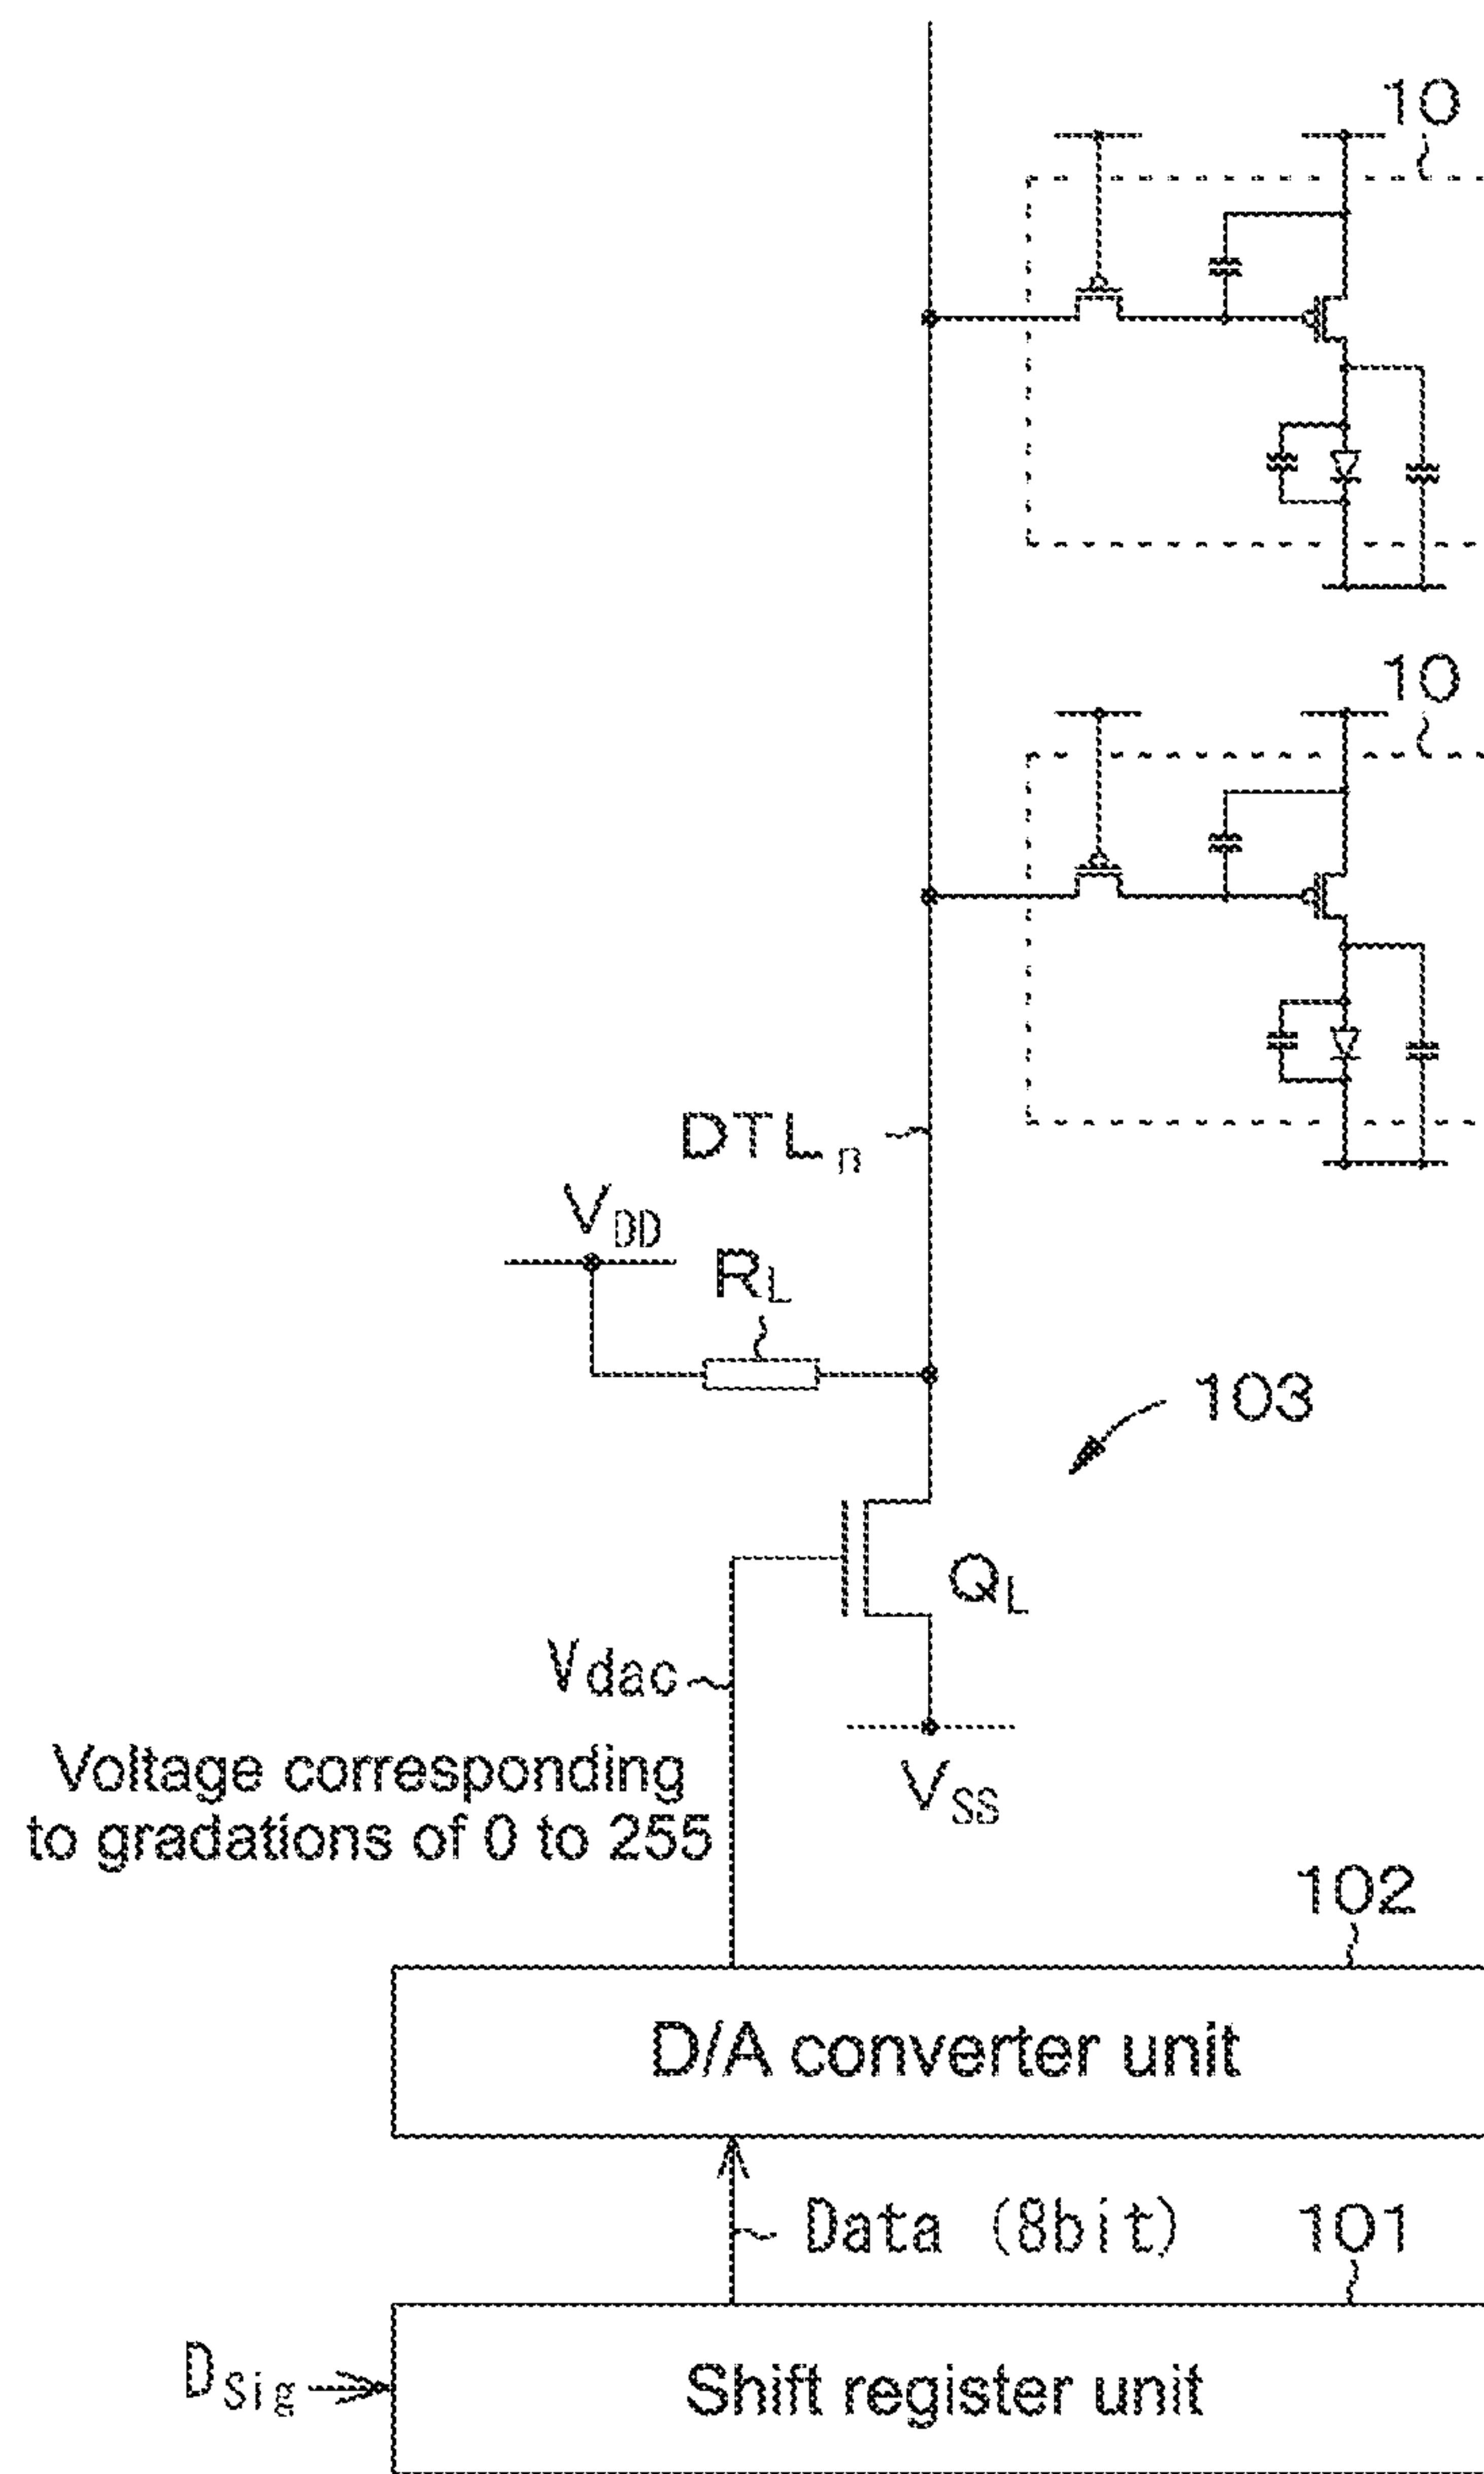 10
10
DTLn
VDD
RL
103
QL
Vdac
Voltage corresponding
to gradations of 0 to 255
VSS
102
D/A converter unit
Data (8bit)
101
DSig
Shift register unit